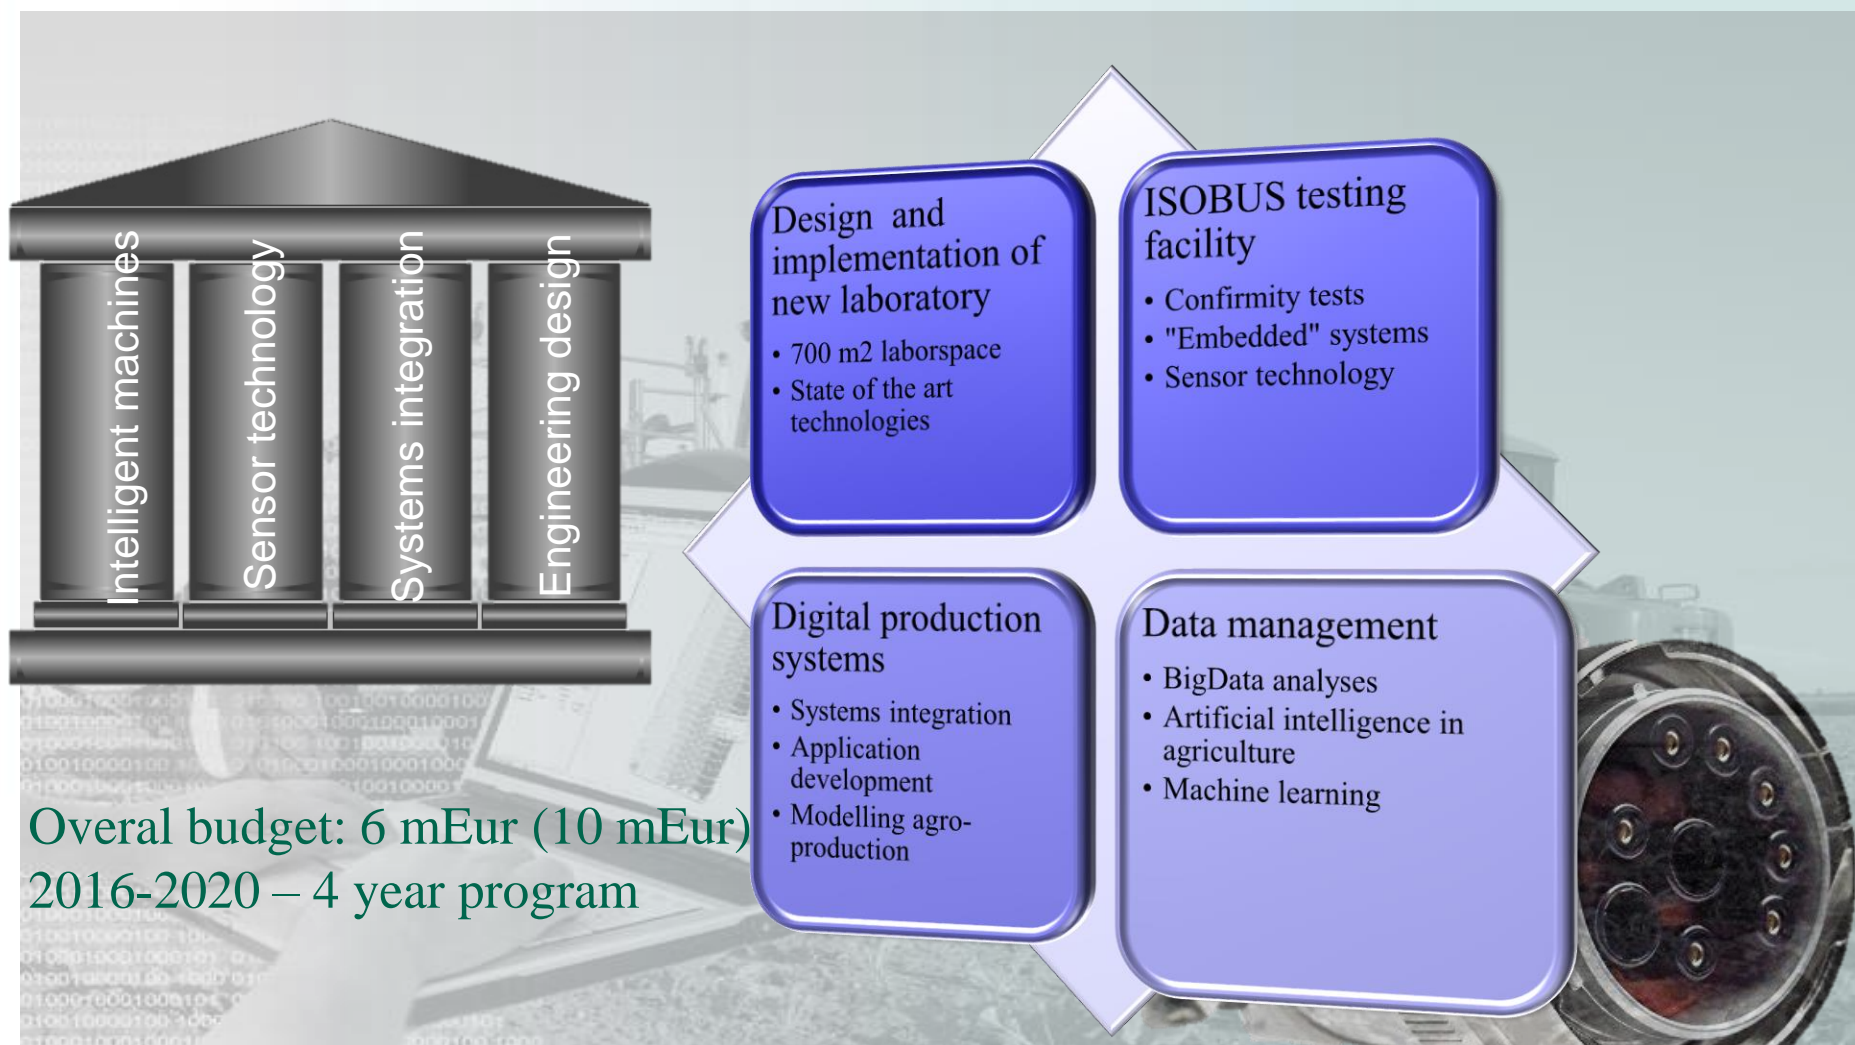 Intelligent machines
Sensor technology
Systems integration
Engineering design
Overal budget: 6 mEur (10 mEur)
2016-2020 – 4 year program
Design and
implementation of
new laboratory
• 700 m2 laborspace
• State of the art
technologies
ISOBUS testing
facility
• Confirmity tests
• "Embedded" systems
• Sensor technology
Digital production
systems
• Systems integration
• Application
development
• Modelling agro-
production
Data management
• BigData analyses
• Artificial intelligence in
agriculture
• Machine learning